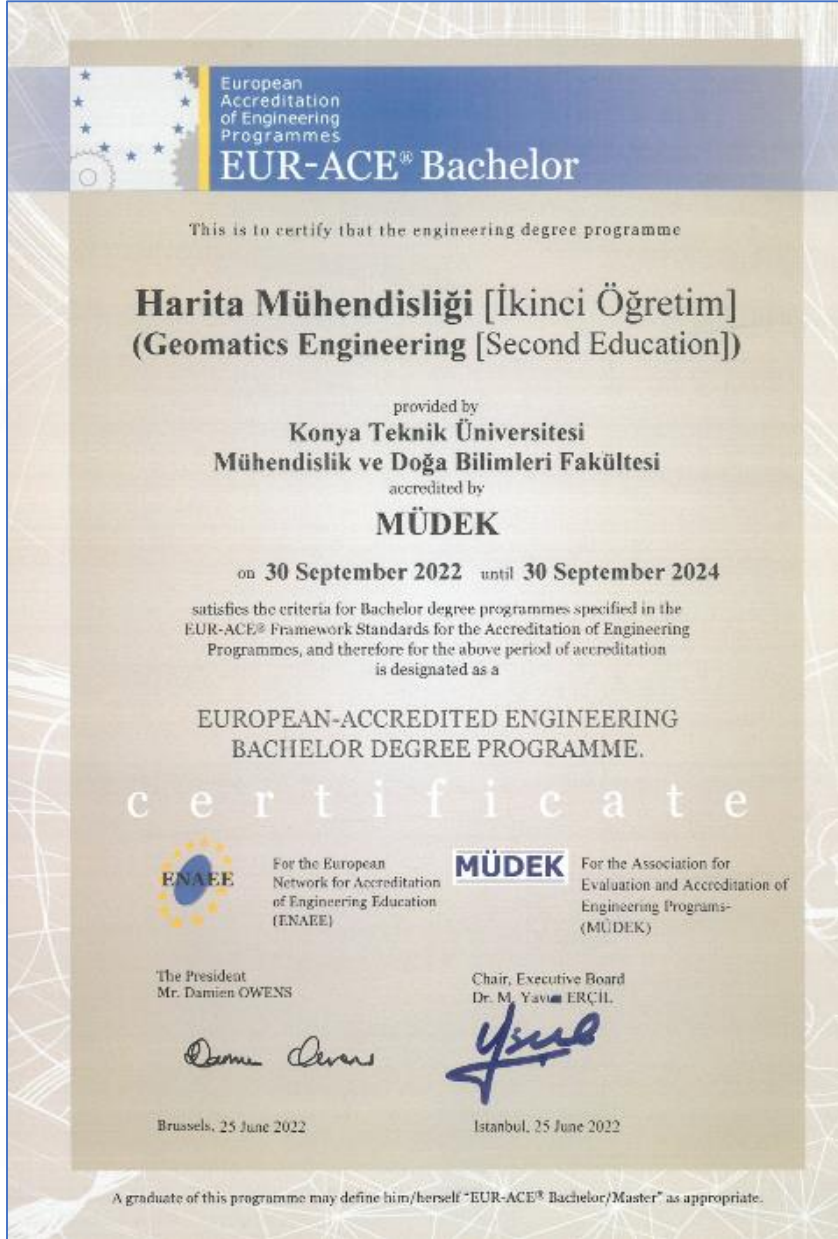 European
Accreditation
of Engineering
Programmes
EUR-ACE® Bachelor
This is to certify that the engineering degree programme
Harita Mühendisliği [İkinci Öğretim]
(Geomatics Engineering [Second Education])
provided by
Konya Teknik Üniversitesi
Mühendislik ve Doğa Bilimleri Fakültesi
accredited by
MÜDEK
on 30 September 2022 until 30 September 2024
satisfies the criteria for Bachelor degree programmes specified in the
EUR-ACE® Framework Standards for the Accreditation of Engineering
Programmes, and therefore for the above period of accreditation
is designated as a
EUROPEAN-ACCREDITED ENGINEERING
BACHELOR DEGREE PROGRAMME.
certificate
ENAEE
For the European
Network for Accreditation
of Engineering Education
(ENAEE)
MÜDEK
For the Association for
Evaluation and Accreditation of
Engineering Programs-
(MÜDEK)
The President
Mr. Damien OWENS
Chair, Executive Board
Dr. M. ERÇİL
Brussels, 25 June 2022
Istanbul, 25 June 2022
A graduate of this programme may define him/herself "EUR-ACE® Bachelor/Master" as appropriate.